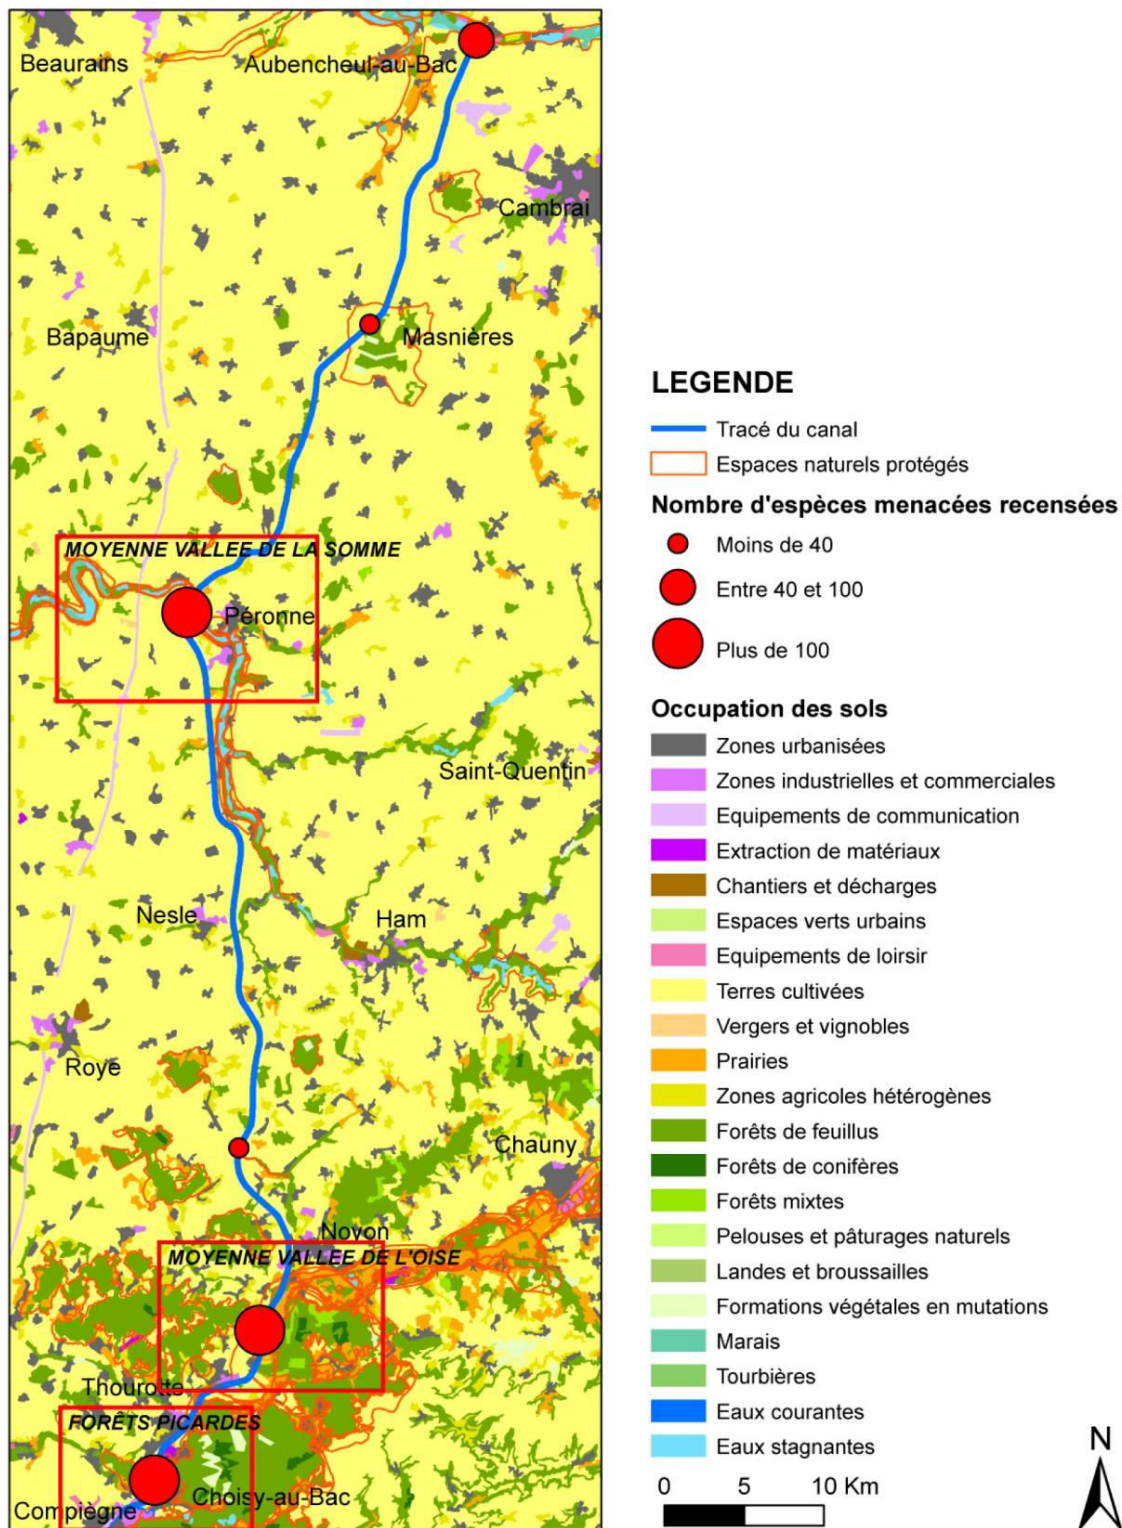 Beaurains
Aubencheul-au-Bac
Cambrai
Bapaume
Masnières
MOYENNE VALLEE DE LA SOMME
Péronne
Saint-Quentin
Nesle
Ham
Roye
Chauny
Noyon
MOYENNE VALLEE DE L'OISE
Thourotte
FORÊTS PICARDES
Choisy-au-Bac
Compiègne
LEGENDE
Tracé du canal
Espaces naturels protégés
Nombre d'espèces menacées recensées
Moins de 40
Entre 40 et 100
Plus de 100
Occupation des sols
Zones urbanisées
Zones industrielles et commerciales
Equipements de communication
Extraction de matériaux
Chantiers et décharges
Espaces verts urbains
Equipements de loirsir
Terres cultivées
Vergers et vignobles
Prairies
Zones agricoles hétérogènes
Forêts de feuillus
Forêts de conifères
Forêts mixtes
Pelouses et pâturages naturels
Landes et broussailles
Formations végétales en mutations
Marais
Tourbières
Eaux courantes
Eaux stagnantes
0 5 10 Km
N